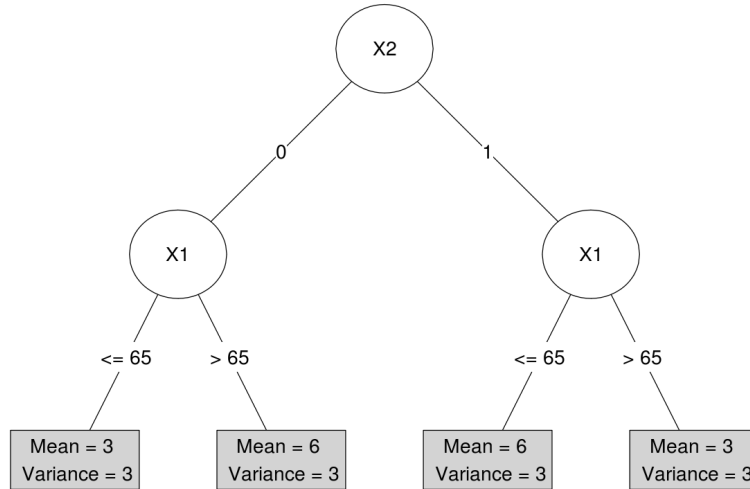 X2
0
1
X1
X1
<= 65
> 65
<= 65
> 65
Mean = 3
Variance = 3
Mean = 6
Variance = 3
Mean = 6
Variance = 3
Mean = 3
Variance = 3